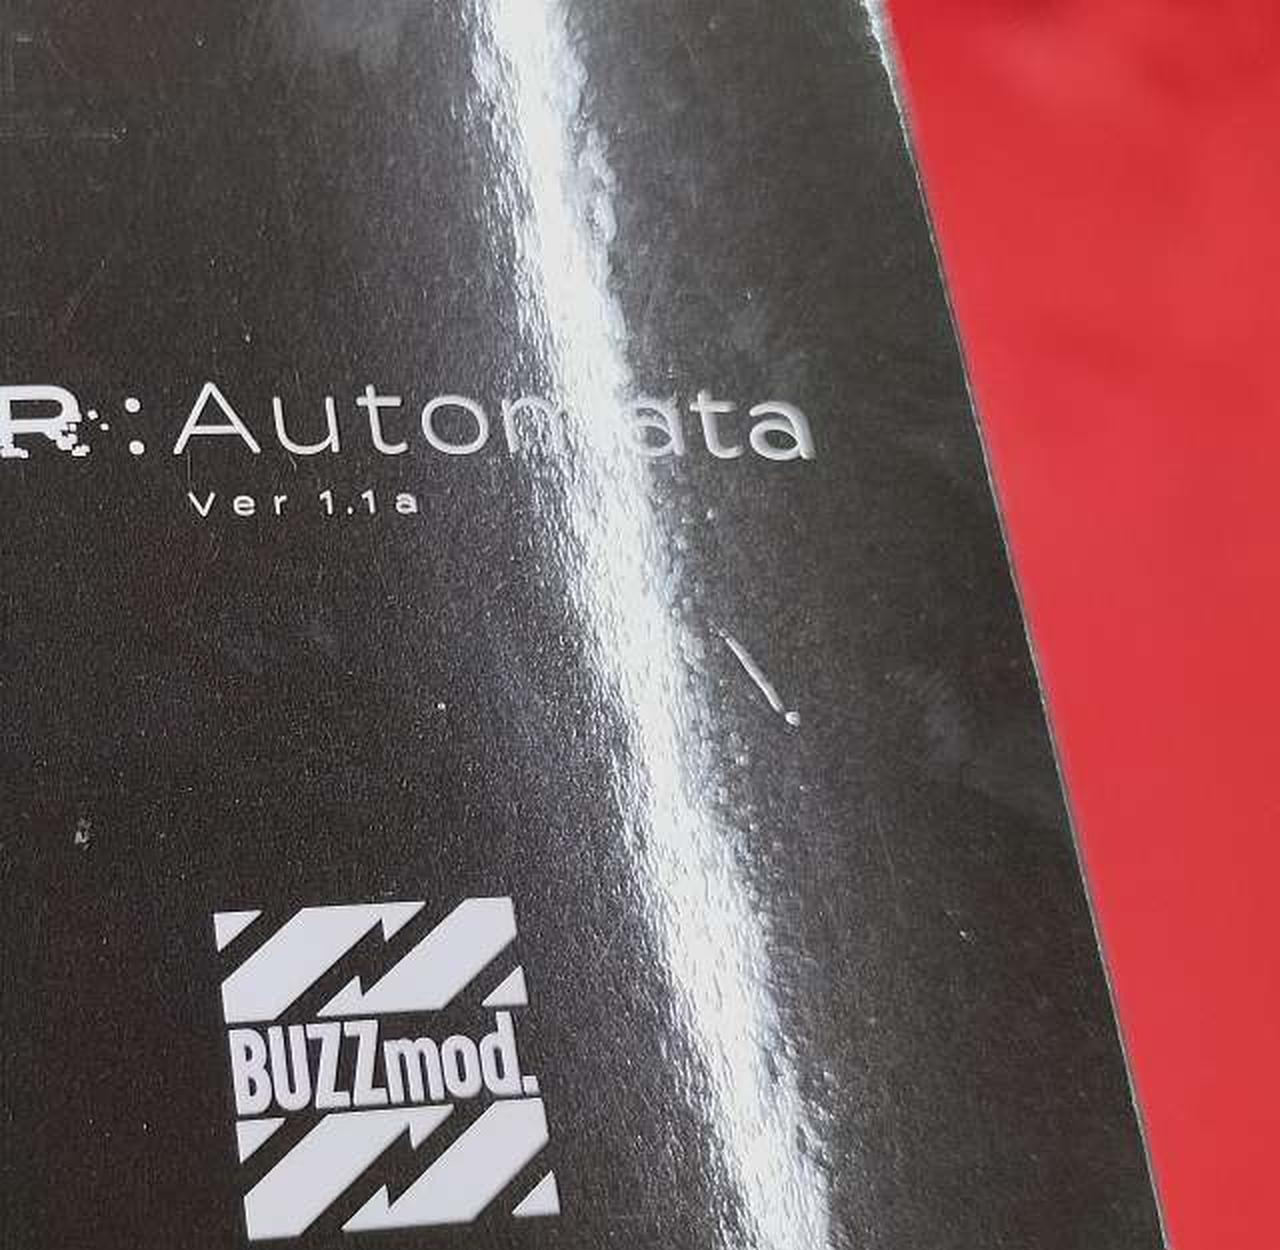 R:Automata
Ver 1.1a
BUZZmod.